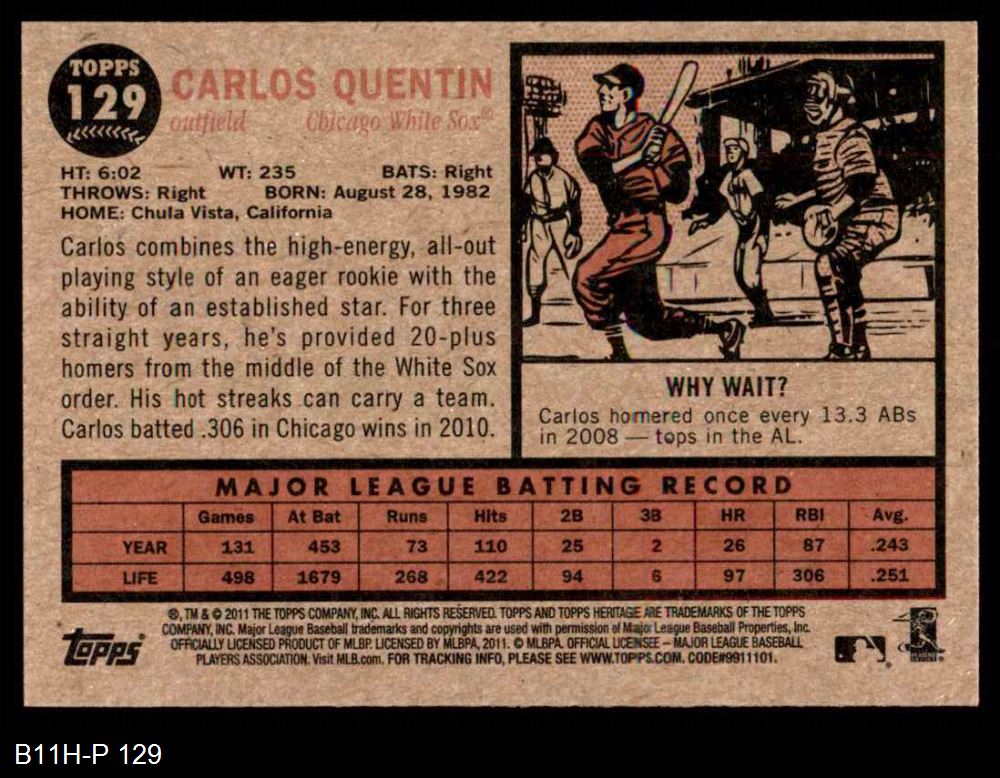 TOPPS
129
CARLOS QUENTIN
outfield Chicago White Sox®
HT: 6:02 WT: 235 BATS: Right
THROWS: Right BORN: August 28, 1982
HOME: Chula Vista, California
Carlos combines the high-energy, all-out
playing style of an eager rookie with the
ability of an established star. For three
straight years, he's provided 20-plus
homers from the middle of the White Sox
order. His hot streaks can carry a team.
Carlos batted .306 in Chicago wins in 2010.
WHY WAIT?
Carlos homered once every 13.3 ABs
in 2008 — tops in the AL.
MAJOR LEAGUE BATTING RECORD
Games At Bat Runs Hits 2B 3B HR RBI Avg.
YEAR 131 453 73 110 25 2 26 87 .243
LIFE 498 1679 268 422 94 6 97 306 .251
®, TM & © 2011 THE TOPPS COMPANY, INC. ALL RIGHTS RESERVED. TOPPS AND TOPPS HERITAGE ARE TRADEMARKS OF THE TOPPS
COMPANY, INC. Major League Baseball trademarks and copyrights are used with permission of Major League Baseball Properties, Inc.
OFFICIALLY LICENSED PRODUCT OF MLBP. LICENSED BY MLBPA, 2011. © MLBPA. OFFICIAL LICENSEE – MAJOR LEAGUE BASEBALL
PLAYERS ASSOCIATION. Visit MLB.com. FOR TRACKING INFO, PLEASE SEE WWW.TOPPS.COM. CODE#9911101.
Topps
B11H-P 129